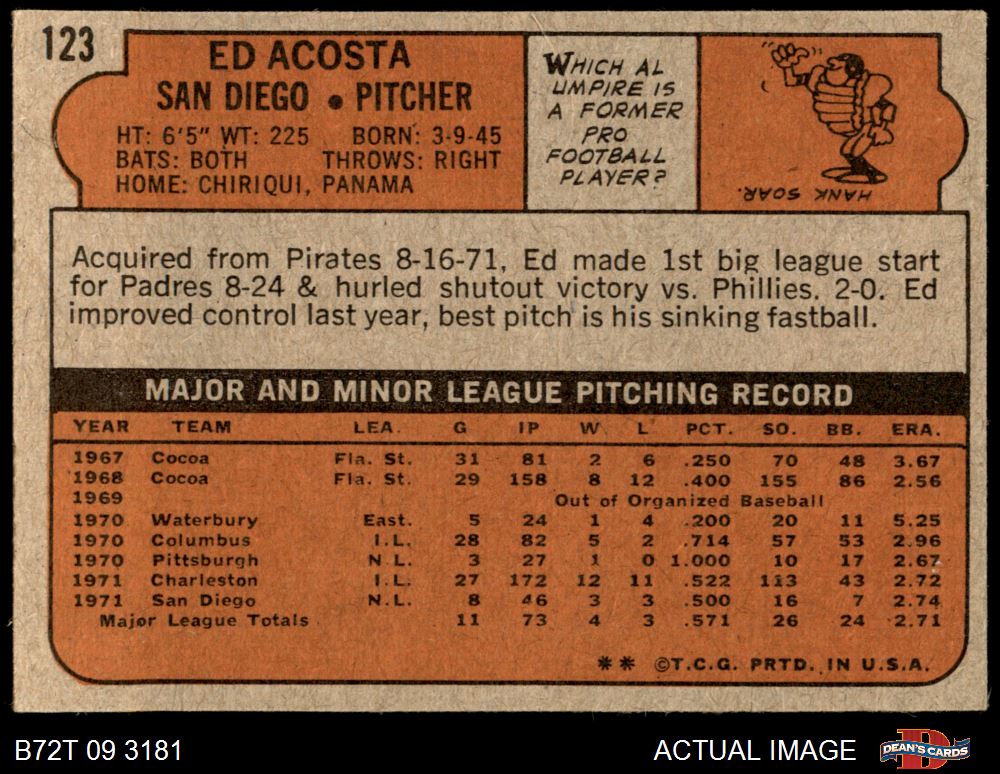 123
ED ACOSTA
SAN DIEGO • PITCHER
HT: 6'5" WT: 225 BORN: 3-9-45
BATS: BOTH THROWS: RIGHT
HOME: CHIRIQUI, PANAMA
WHICH AL
UMPIRE IS
A FORMER
PRO
FOOTBALL
PLAYER?
HANK SOAR.
Acquired from Pirates 8-16-71, Ed made 1st big league start
for Padres 8-24 & hurled shutout victory vs. Phillies, 2-0. Ed
improved control last year, best pitch is his sinking fastball.
MAJOR AND MINOR LEAGUE PITCHING RECORD
YEAR TEAM LEA. G IP W L PCT. SO. BB. ERA.
1967 Cocoa Fla. St. 31 81 2 6 .250 70 48 3.67
1968 Cocoa Fla. St. 29 158 8 12 .400 155 86 2.56
1969 Out of Organized Baseball
1970 Waterbury East. 5 24 1 4 .200 20 11 5.25
1970 Columbus I.L. 28 82 5 2 .714 57 53 2.96
1970 Pittsburgh N.L. 3 27 1 0 1.000 10 17 2.67
1971 Charleston I.L. 27 172 12 11 .522 113 43 2.72
1971 San Diego N.L. 8 46 3 3 .500 16 7 2.74
Major League Totals 11 73 4 3 .571 26 24 2.71
** ©T.C.G. PRTD. IN U.S.A.
B72T 09 3181 ACTUAL IMAGE DEAN'S CARDS